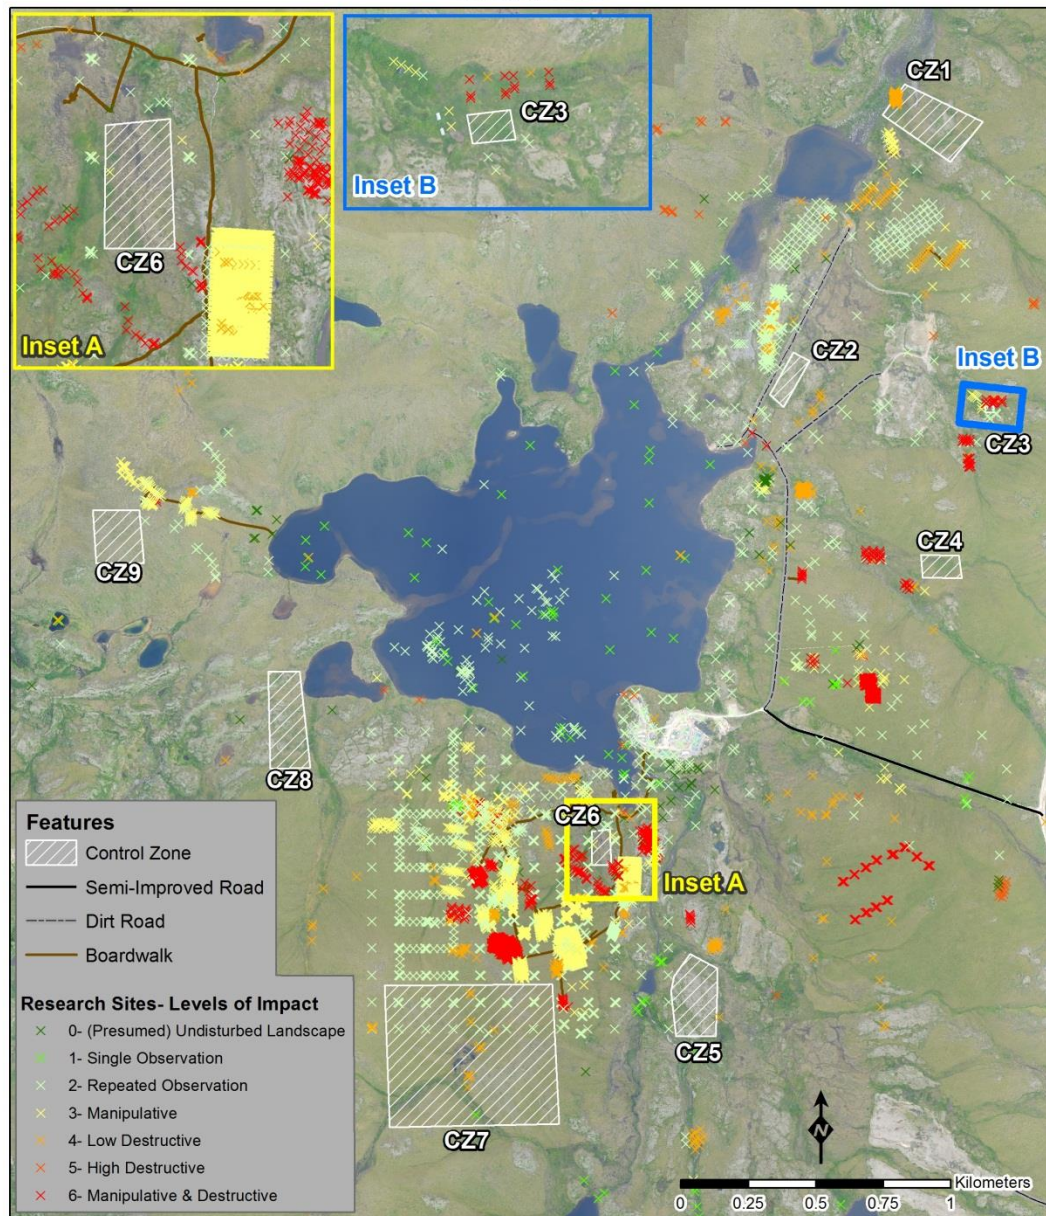 CZ1
CZ3
CZ6
Inset B
Inset A
CZ2
Inset B
CZ3
CZ4
CZ9
CZ8
CZ6
Inset A
CZ5
CZ7
Features
Control Zone
Semi-Improved Road
Dirt Road
Boardwalk
Research Sites- Levels of Impact
0- (Presumed) Undisturbed Landscape
1- Single Observation
2- Repeated Observation
3- Manipulative
4- Low Destructive
5- High Destructive
6- Manipulative & Destructive
N
Kilometers
0 0.25 0.5 0.75 1